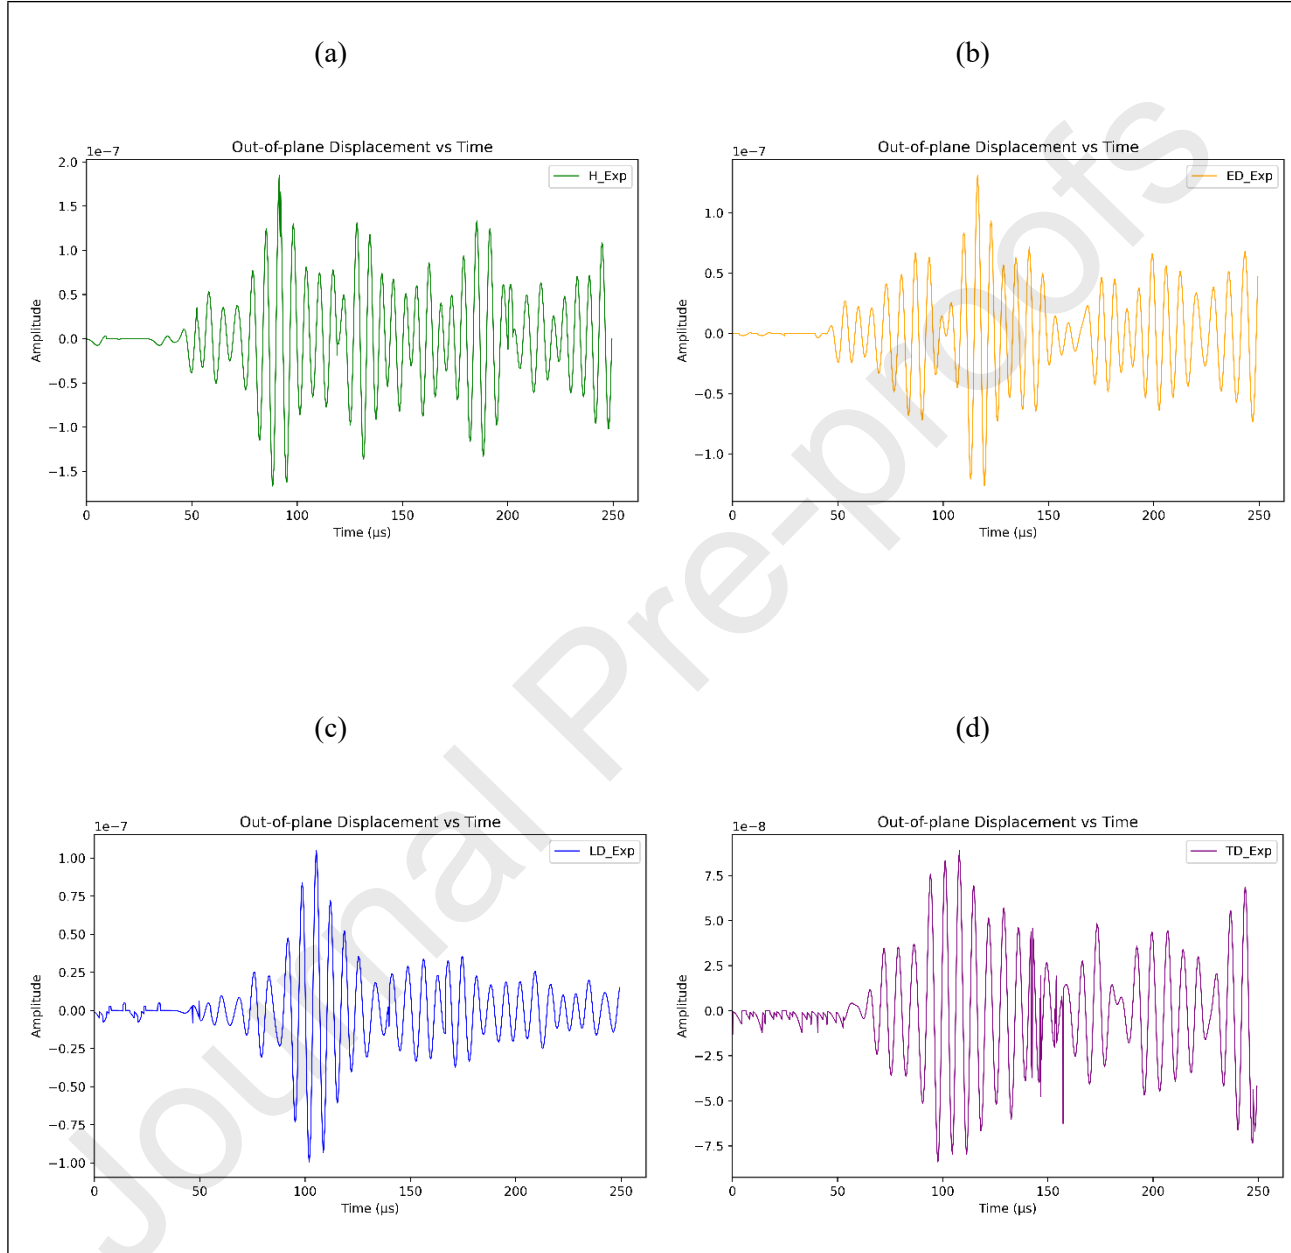 (a)
(b)
1e−7
Out-of-plane Displacement vs Time
H_Exp
2.0
1.5
1.0
0.5
0.0
−0.5
−1.0
−1.5
Amplitude
0 50 100 150 200 250
Time (μs)
1e−7
Out-of-plane Displacement vs Time
ED_Exp
1.0
0.5
0.0
−0.5
−1.0
Amplitude
0 50 100 150 200 250
Time (μs)
(c)
(d)
1e−7
Out-of-plane Displacement vs Time
LD_Exp
1.00
0.75
0.50
0.25
0.00
−0.25
−0.50
−0.75
−1.00
Amplitude
0 50 100 150 200 250
Time (μs)
1e−8
Out-of-plane Displacement vs Time
TD_Exp
7.5
5.0
2.5
0.0
−2.5
−5.0
−7.5
Amplitude
0 50 100 150 200 250
Time (μs)
Journal Pre-proofs